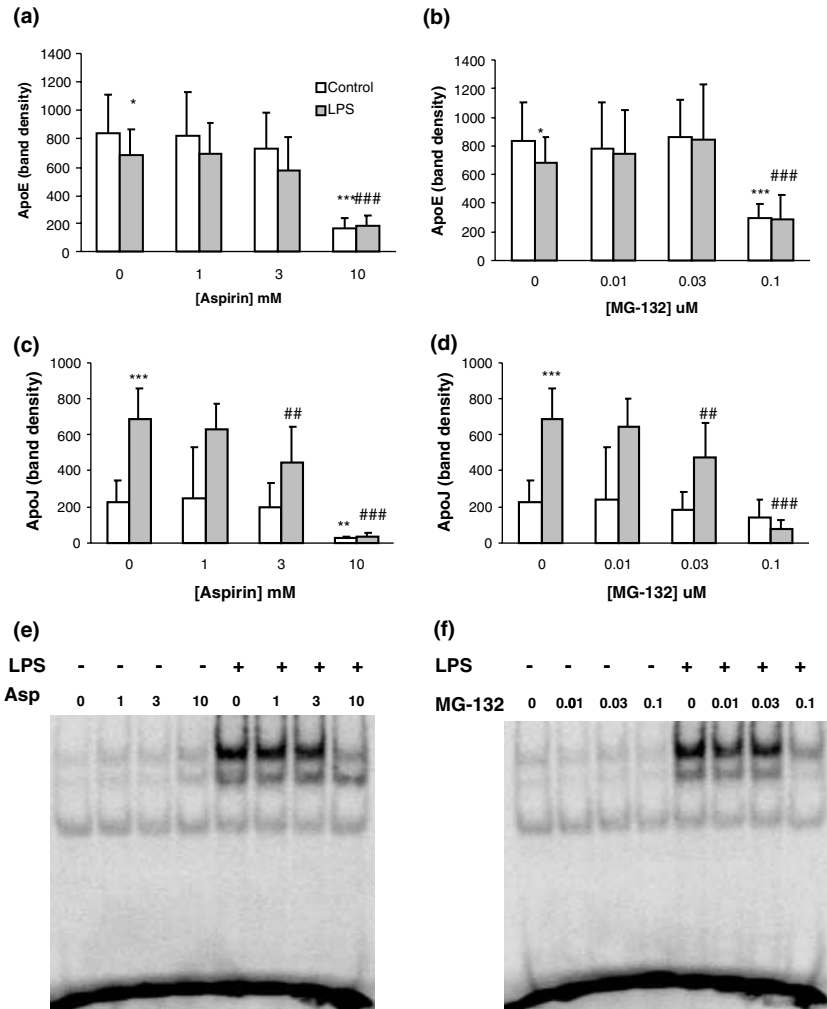 (a)
1400
1200
1000
800
600
400
200
0
ApoE (band density)
Control
LPS
*
***
###
0 1 3 10
[Aspirin] mM
(b)
1400
1200
1000
800
600
400
200
0
ApoE (band density)
*
***
###
0 0.01 0.03 0.1
[MG-132] uM
(c)
1000
800
600
400
200
0
ApoJ (band density)
***
##
**
###
0 1 3 10
[Aspirin] mM
(d)
1000
800
600
400
200
0
ApoJ (band density)
***
##
###
0 0.01 0.03 0.1
[MG-132] uM
(e)
LPS - - - - + + + +
Asp 0 1 3 10 0 1 3 10
(f)
LPS - - - - + + + +
MG-132 0 0.01 0.03 0.1 0 0.01 0.03 0.1